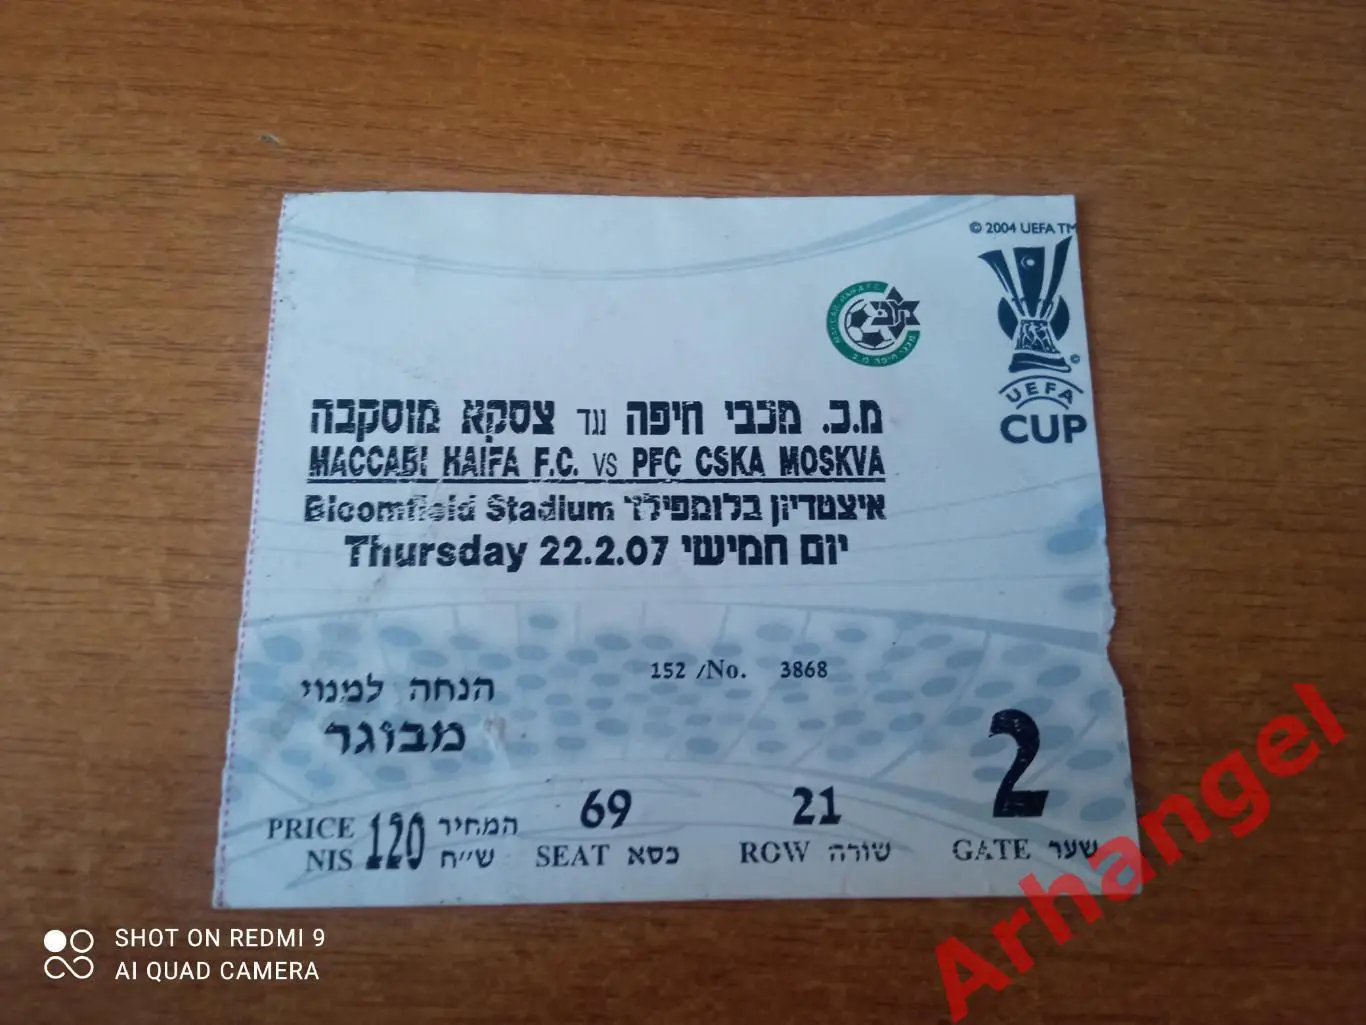 © 2004 UEFA TM
UEFA
CUP
מ.כ. מכבי חיפה נגד צסקא מוסקבה
MACCABI HAIFA F.C. VS PFC CSKA MOSKVA
Bloomfield Stadium איצטדיון בלומפילד
Thursday 22.2.07 יום חמישי
152 /No. 3868
הנחה למנוי
מבוגר
2
PRICE 120 המחיר
NIS ש״ח
69
SEAT כסא
21
ROW שורה
GATE שער
SHOT ON REDMI 9
AI QUAD CAMERA
Arhangel